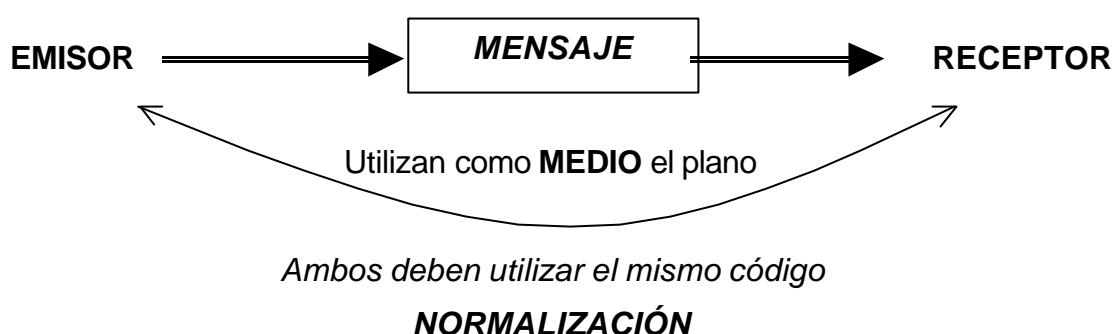 EMISOR MENSAJE RECEPTOR
Utilizan como MEDIO el plano
Ambos deben utilizar el mismo código
NORMALIZACIÓN